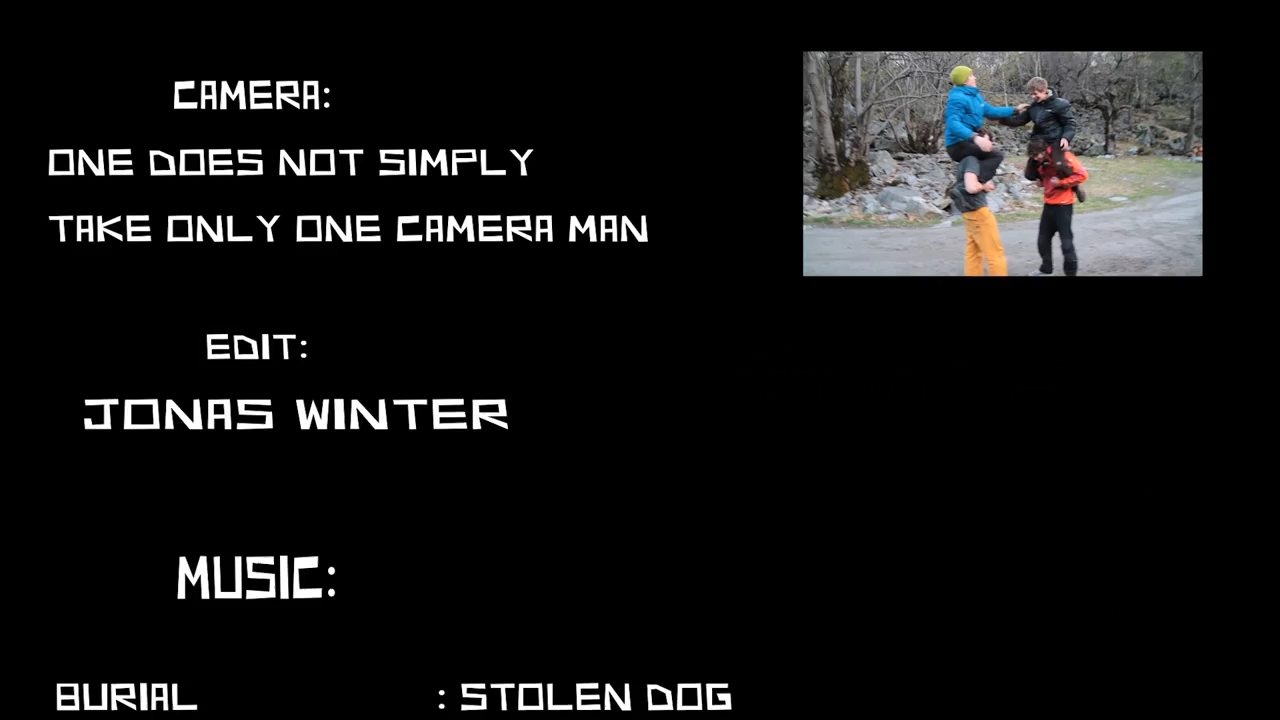 CAMERA:
ONE DOES NOT SIMPLY
TAKE ONLY ONE CAMERA MAN
EDIT:
JONAS WINTER
MUSIC:
BURIAL : STOLEN DOG